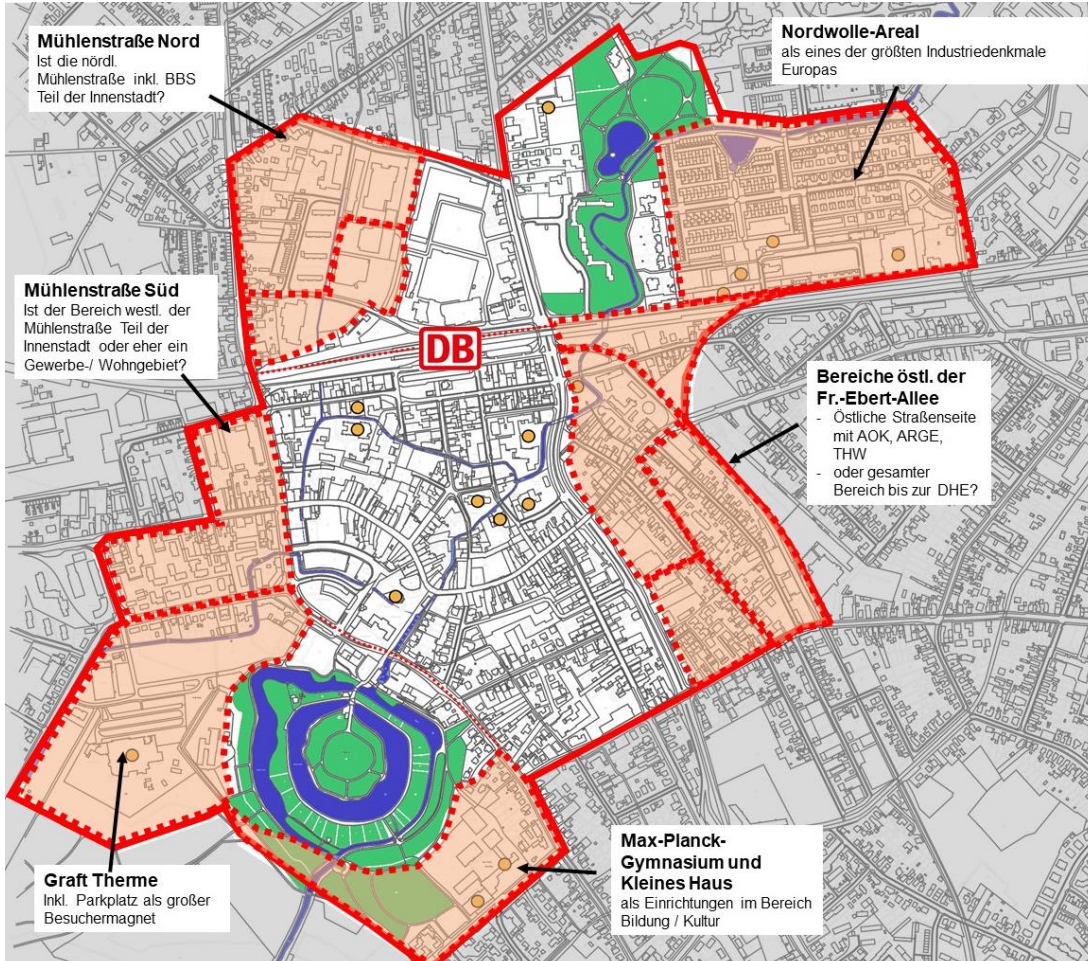 Mühlenstraße Nord
Ist die nördl.
Mühlenstraße inkl. BBS
Teil der Innenstadt?
Nordwolle-Areal
als eines der größten Industriedenkmale
Europas
Mühlenstraße Süd
Ist der Bereich westl. der
Mühlenstraße Teil der
Innenstadt oder eher ein
Gewerbe-/ Wohngebiet?
DB
Bereiche östl. der
Fr.-Ebert-Allee
- Östliche Straßenseite
mit AOK, ARGE,
THW
- oder gesamter
Bereich bis zur DHE?
Graft Therme
Inkl. Parkplatz als großer
Besuchermagnet
Max-Planck-
Gymnasium und
Kleines Haus
als Einrichtungen im Bereich
Bildung / Kultur